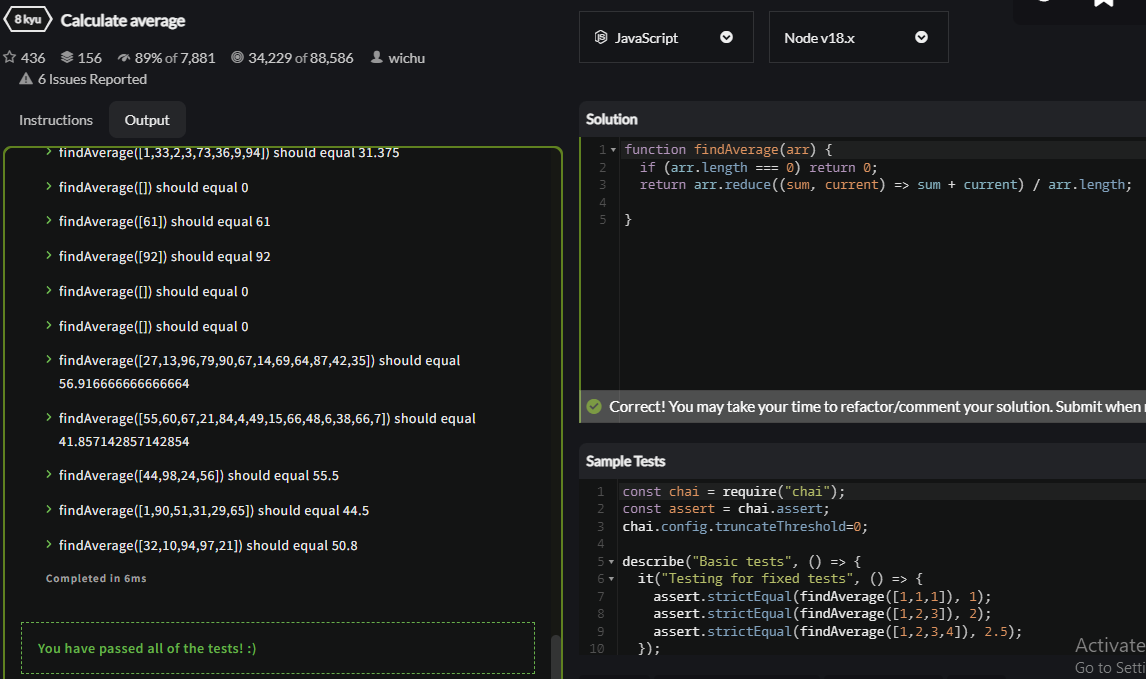 8 kyu Calculate average
436 156 89% of 7,881 34,229 of 88,586 wichu
6 Issues Reported
Instructions Output
findAverage([1,33,2,3,73,36,9,94]) should equal 31.375
findAverage([]) should equal 0
findAverage([61]) should equal 61
findAverage([92]) should equal 92
findAverage([]) should equal 0
findAverage([]) should equal 0
findAverage([27,13,96,79,90,67,14,69,64,87,42,35]) should equal
56.916666666666664
findAverage([55,60,67,21,84,4,49,15,66,48,6,38,66,7]) should equal
41.857142857142854
findAverage([44,98,24,56]) should equal 55.5
findAverage([1,90,51,31,29,65]) should equal 44.5
findAverage([32,10,94,97,21]) should equal 50.8
Completed in 6ms
You have passed all of the tests! :)
JavaScript Node v18.x
Solution
1 function findAverage(arr) {
2 if (arr.length === 0) return 0;
3 return arr.reduce((sum, current) => sum + current) / arr.length;
4
5 }
Correct! You may take your time to refactor/comment your solution. Submit when
Sample Tests
1 const chai = require("chai");
2 const assert = chai.assert;
3 chai.config.truncateThreshold=0;
4
5 describe("Basic tests", () => {
6 it("Testing for fixed tests", () => {
7 assert.strictEqual(findAverage([1,1,1]), 1);
8 assert.strictEqual(findAverage([1,2,3]), 2);
9 assert.strictEqual(findAverage([1,2,3,4]), 2.5);
10 });
Activate
Go to Setti